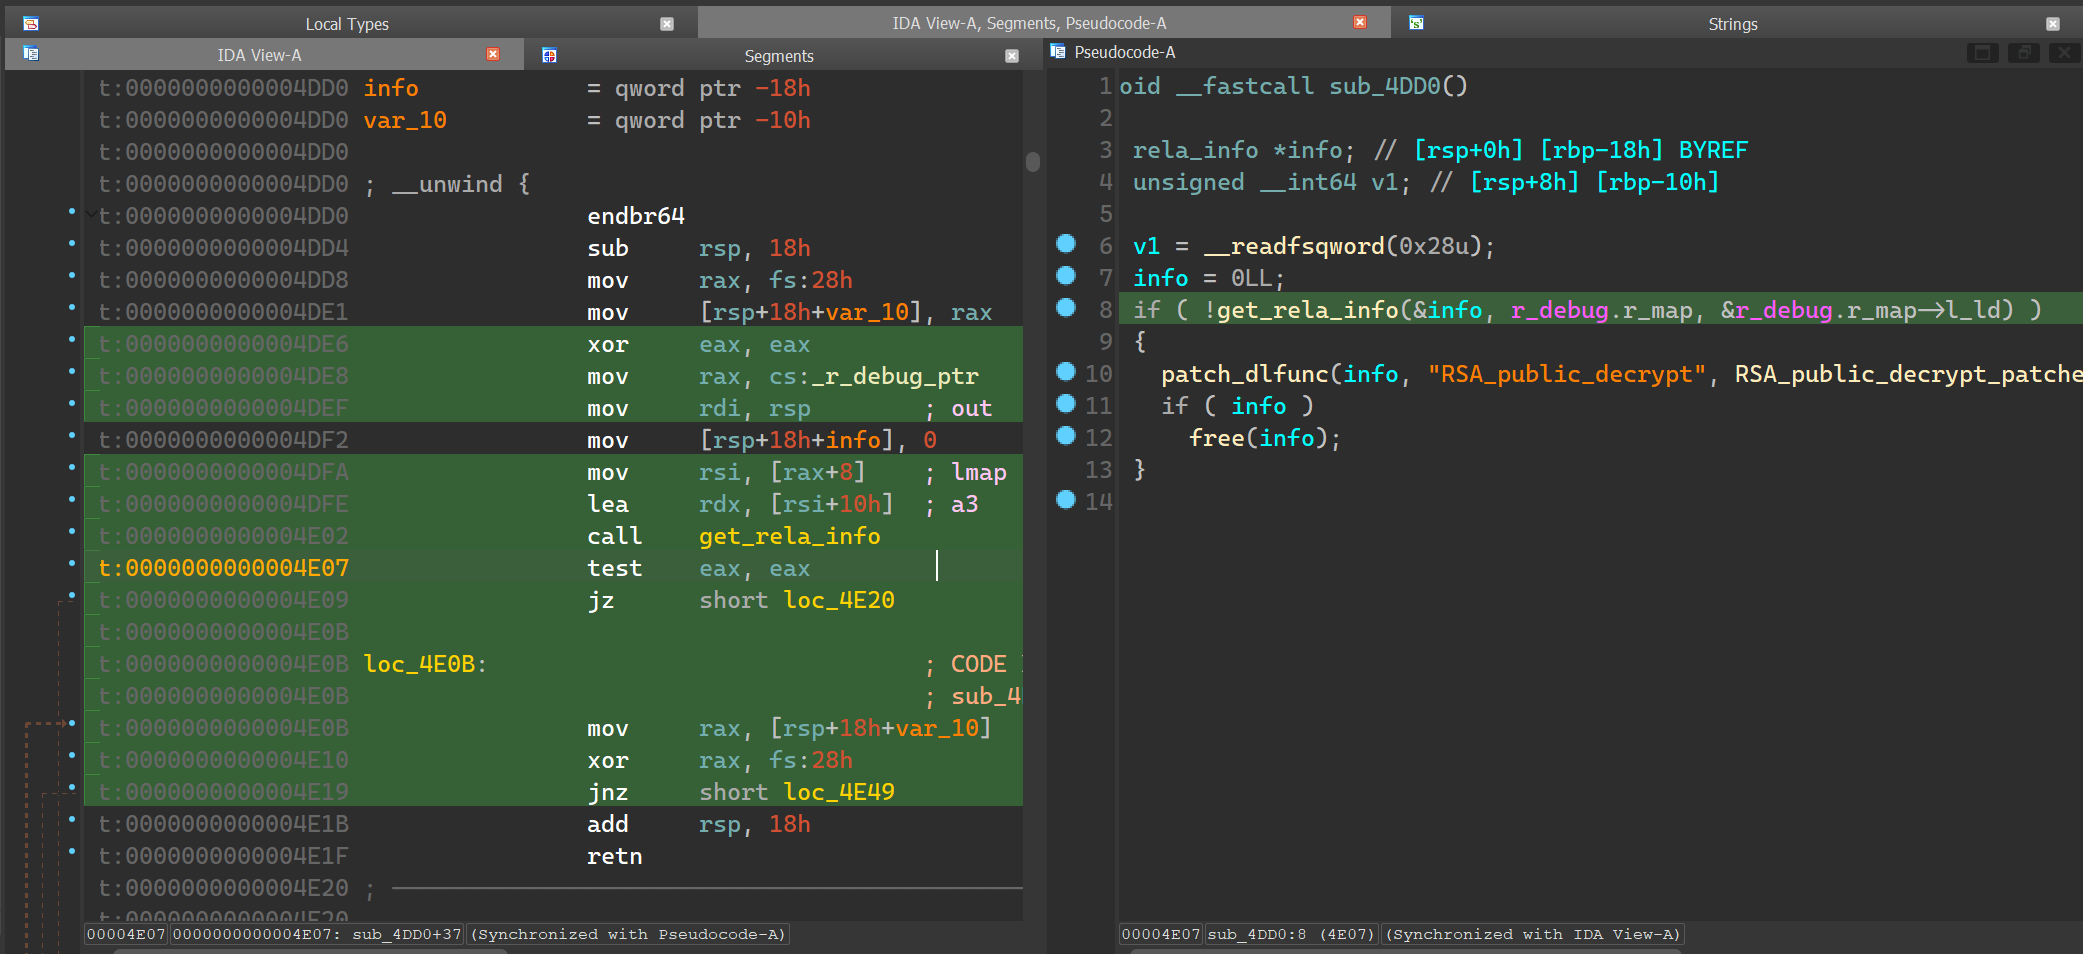 Local Types
IDA View-A, Segments, Pseudocode-A
Strings
IDA View-A
Segments
Pseudocode-A
t:0000000000004DD0 info = qword ptr -18h
t:0000000000004DD0 var_10 = qword ptr -10h
t:0000000000004DD0
t:0000000000004DD0 ; __unwind {
t:0000000000004DD0 endbr64
t:0000000000004DD4 sub rsp, 18h
t:0000000000004DD8 mov rax, fs:28h
t:0000000000004DE1 mov [rsp+18h+var_10], rax
t:0000000000004DE6 xor eax, eax
t:0000000000004DE8 mov rax, cs:_r_debug_ptr
t:0000000000004DEF mov rdi, rsp ; out
t:0000000000004DF2 mov [rsp+18h+info], 0
t:0000000000004DFA mov rsi, [rax+8] ; lmap
t:0000000000004DFE lea rdx, [rsi+10h] ; a3
t:0000000000004E02 call get_rela_info
t:0000000000004E07 test eax, eax
t:0000000000004E09 jz short loc_4E20
t:0000000000004E0B
t:0000000000004E0B loc_4E0B: ; CODE
t:0000000000004E0B ; sub_4
t:0000000000004E0B mov rax, [rsp+18h+var_10]
t:0000000000004E10 xor rax, fs:28h
t:0000000000004E19 jnz short loc_4E49
t:0000000000004E1B add rsp, 18h
t:0000000000004E1F retn
t:0000000000004E20 ;
t:0000000000004E20
00004E07 0000000000004E07: sub_4DD0+37 (Synchronized with Pseudocode-A)
1 oid __fastcall sub_4DD0()
2
3 rela_info *info; // [rsp+0h] [rbp-18h] BYREF
4 unsigned __int64 v1; // [rsp+8h] [rbp-10h]
5
6 v1 = __readfsqword(0x28u);
7 info = 0LL;
8 if ( !get_rela_info(&info, r_debug.r_map, &r_debug.r_map->l_ld) )
9 {
10 patch_dlfunc(info, "RSA_public_decrypt", RSA_public_decrypt_patche
11 if ( info )
12 free(info);
13 }
14
00004E07 sub_4DD0:8 (4E07) (Synchronized with IDA View-A)